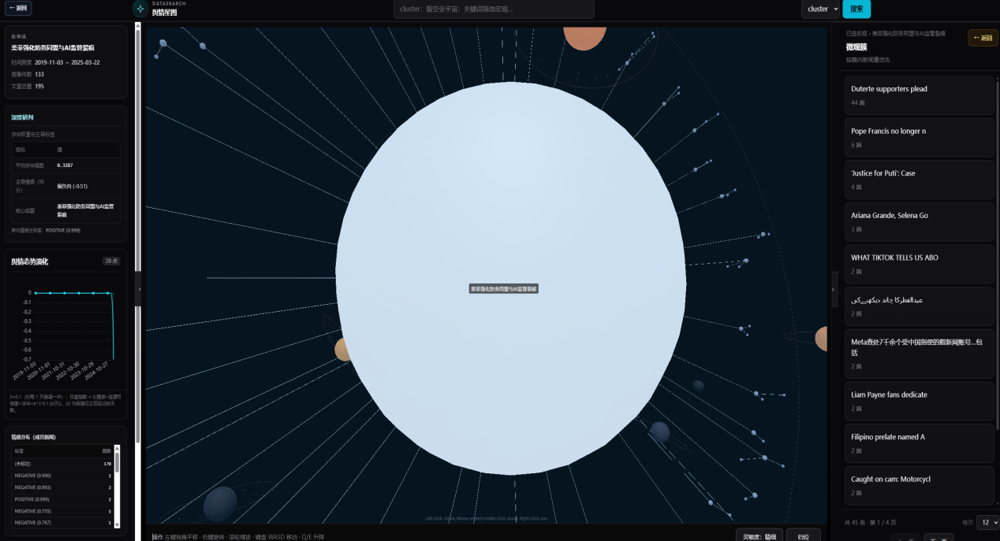 ← 返回
DATASEARCH
舆情星图
cluster：留空全宇宙；关键词筛选宏观...
cluster
搜索
故事线
美菲强化防务同盟与AI监管裂痕
时间跨度 2019-11-03 ~ 2025-03-22
微事件数 133
文章总量 195
深度研判
涉华权重与主导标签
指标 值
平均涉华指数 0.3287
主导情感（均分） 偏负向 (-0.51)
核心话题 美菲强化防务同盟与AI监管裂痕
库内情感主标签： POSITIVE (0.999)
舆情态势演化
28 点
0
-0.1
-0.2
-0.3
-0.4
-0.5
-0.6
-0.7
2019-11-03
2020-11-01
2021-10-31
2022-10-30
2023-10-29
2024-10-27
情感分布（成员新闻）
标签 篇数
(未标注) 170
NEGATIVE (0.990) 2
NEGATIVE (0.993) 2
POSITIVE (0.999) 2
NEGATIVE (0.755) 1
NEGATIVE (0.767) 1
美菲强化防务同盟与AI监管裂痕
Left-click: rotate, Mouse-wheel/middle-click: zoom, Right-click: pan
操作 左键拖拽平移 · 右键旋转 · 滚轮缩放 · 键盘 WASD 移动 · Q/E 升降
灵敏度：精细
归位
已选宏观 › 美菲强化防务同盟与AI监管裂痕
微观簇
按簇内新闻量优先
← 返回
Duterte supporters plead
44 篇
Pope Francis no longer n
6 篇
'Justice for Puti': Case
4 篇
Ariana Grande, Selena Go
3 篇
WHAT TIKTOK TELLS US ABO
2 篇
عیدالفطرکا چاند دیکھنےکی
2 篇
Meta查处7千余个受中国指使的假新闻账号...包括
2 篇
Liam Payne fans dedicate
2 篇
Filipino prelate named A
2 篇
Caught on cam: Motorcycl
2 篇
共 45 条 · 第 1 / 4 页
每页 12